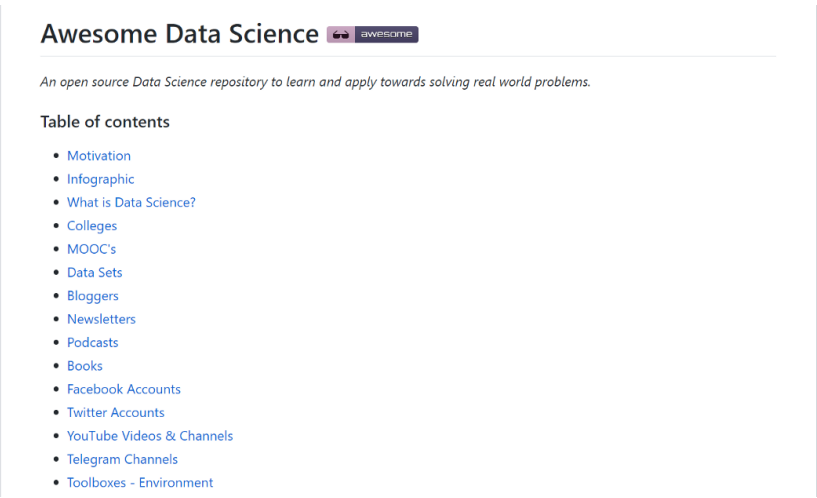 Awesome Data Science awesome
An open source Data Science repository to learn and apply towards solving real world problems.
Table of contents
Motivation
Infographic
What is Data Science?
Colleges
MOOC's
Data Sets
Bloggers
Newsletters
Podcasts
Books
Facebook Accounts
Twitter Accounts
YouTube Videos & Channels
Telegram Channels
Toolboxes - Environment